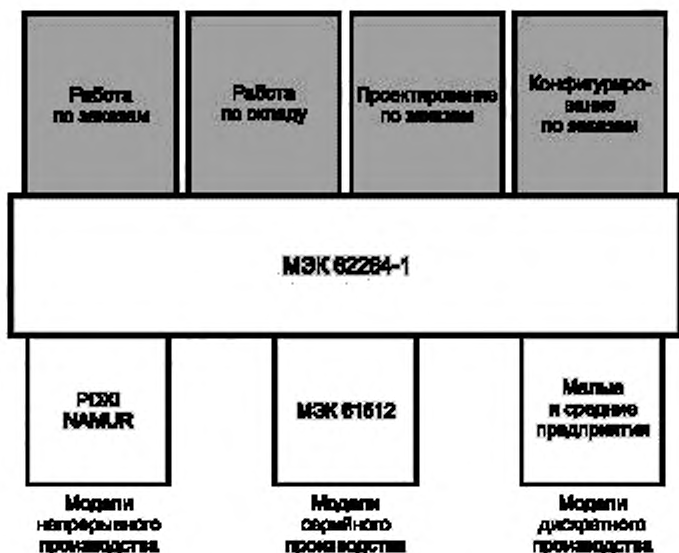 Работа
по заказам
Работа
по складу
Проектирование
по заказам
Конфигуриро-
вание
по заказам
МЭК 62264-1
NAMUR
МЭК 61512
Малые
и средние
предприятия
Модели
непрерывного
производства
Модели
серийного
производства
Модели
дискретного
производства